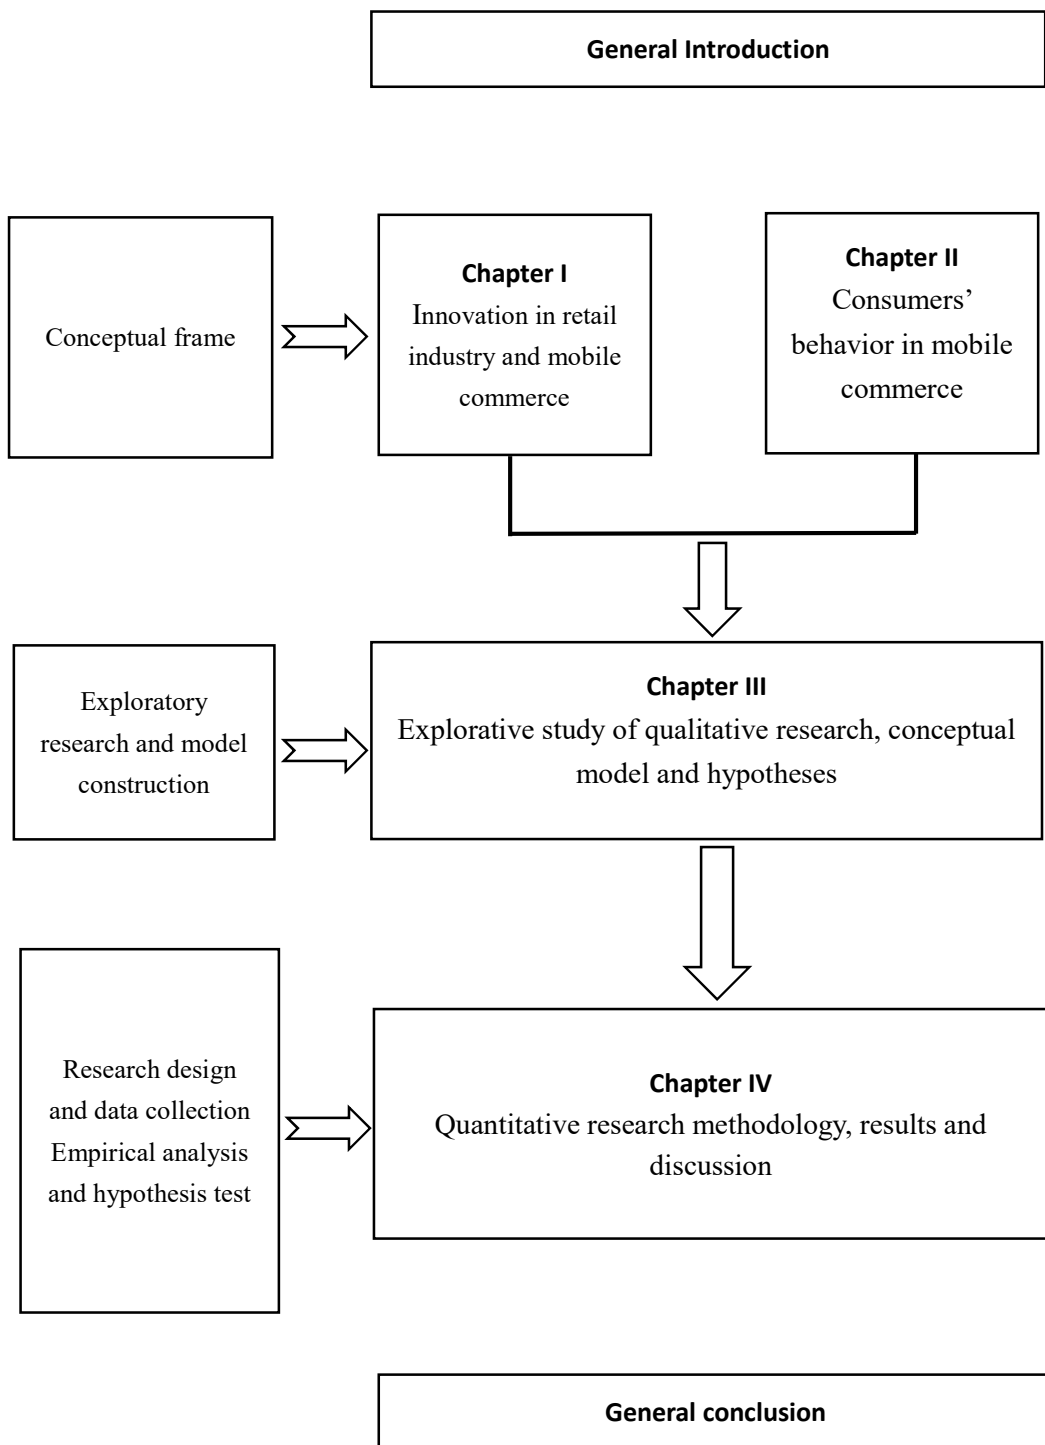 General Introduction
Conceptual frame
Chapter I
Innovation in retail
industry and mobile
commerce
Chapter II
Consumers’
behavior in mobile
commerce
Exploratory
research and model
construction
Chapter III
Explorative study of qualitative research, conceptual
model and hypotheses
Research design
and data collection
Empirical analysis
and hypothesis test
Chapter IV
Quantitative research methodology, results and
discussion
General conclusion